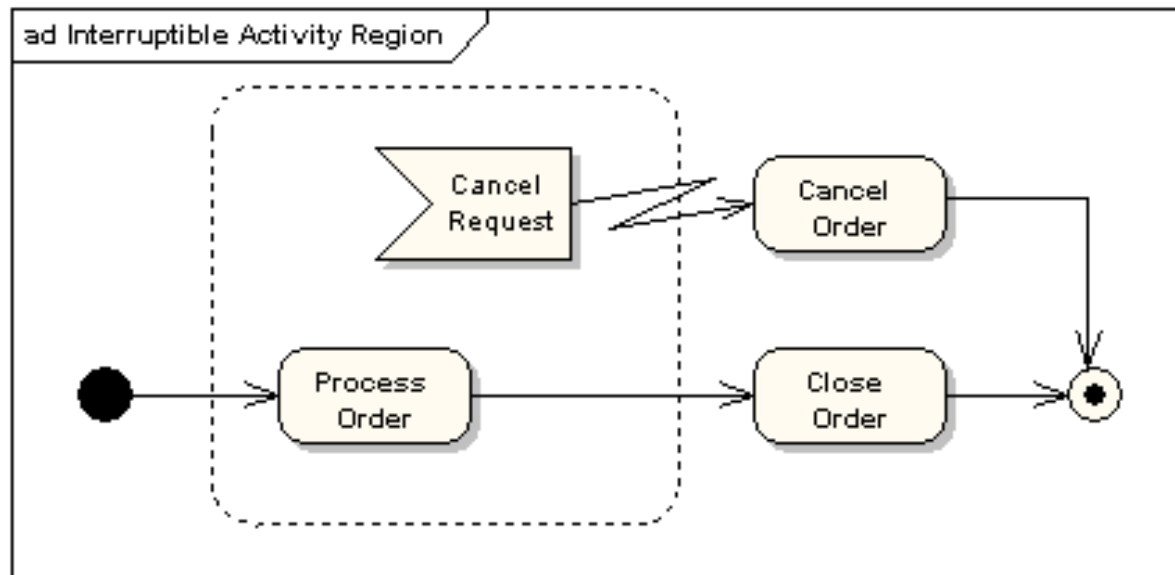 ad Interruptible Activity Region
Cancel
Request
Cancel
Order
Process
Order
Close
Order